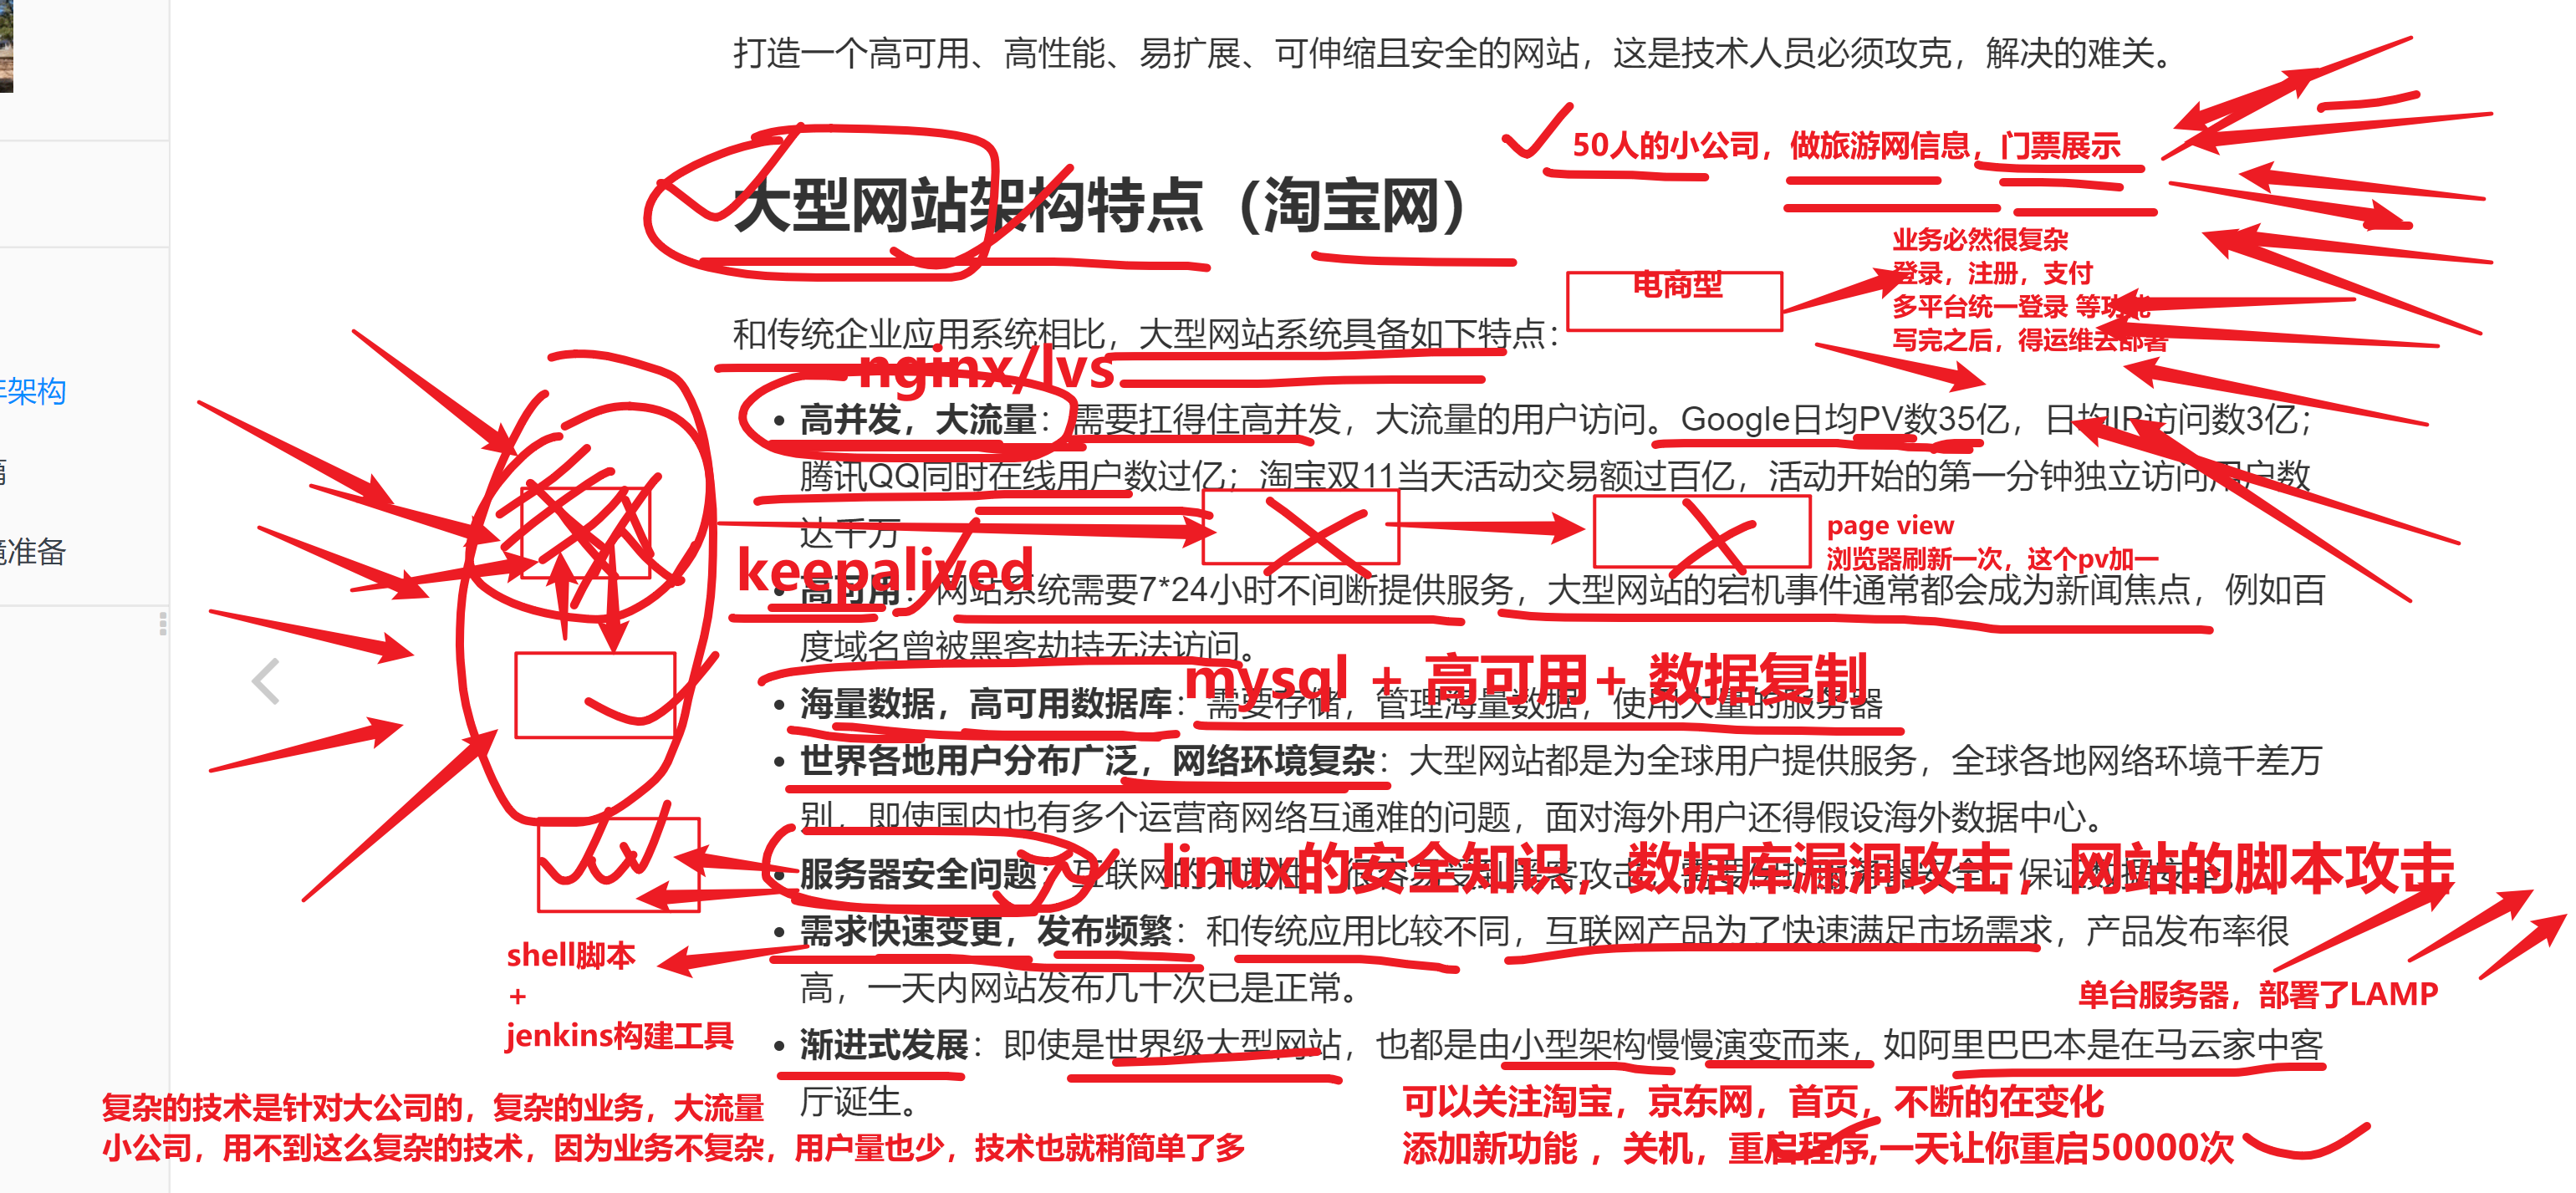 打造一个高可用、高性能、易扩展、可伸缩且安全的网站，这是技术人员必须攻克，解决的难关。
50人的小公司，做旅游网信息，门票展示
大型网站架构特点（淘宝网）
业务必然很复杂
登录，注册，支付
多平台统一登录 等功能
写完之后，得运维去部署
电商型
和传统企业应用系统相比，大型网站系统具备如下特点：
nginx/lvs
架构
• 高并发，大流量：需要扛得住高并发，大流量的用户访问。Google日均PV数35亿，日均IP访问数3亿；
腾讯QQ同时在线用户数过亿；淘宝双11当天活动交易额过百亿，活动开始的第一分钟独立访问用户数
达千万
page view
浏览器刷新一次，这个pv加一
境准备
keepalived
• 高可用：网站系统需要7*24小时不间断提供服务，大型网站的宕机事件通常都会成为新闻焦点，例如百
度域名曾被黑客劫持无法访问。
mysql + 高可用+ 数据复制
• 海量数据，高可用数据库：需要存储，管理海量数据，使用大量的服务器
• 世界各地用户分布广泛，网络环境复杂：大型网站都是为全球用户提供服务，全球各地网络环境千差万
别，即使国内也有多个运营商网络互通难的问题，面对海外用户还得假设海外数据中心。
linux的安全知识，数据库漏洞攻击，网站的脚本攻击
• 服务器安全问题：互联网的开放性，很容易受到黑客攻击，
• 需求快速变更，发布频繁：和传统应用比较不同，互联网产品为了快速满足市场需求，产品发布率很
高，一天内网站发布几十次已是正常。
shell脚本
+
jenkins构建工具
单台服务器，部署了LAMP
• 渐进式发展：即使是世界级大型网站，也都是由小型架构慢慢演变而来，如阿里巴巴本是在马云家中客
厅诞生。
复杂的技术是针对大公司的，复杂的业务，大流量
小公司，用不到这么复杂的技术，因为业务不复杂，用户量也少，技术也就稍简单了多
可以关注淘宝，京东网，首页，不断的在变化
添加新功能 ，关机，重启程序,一天让你重启50000次